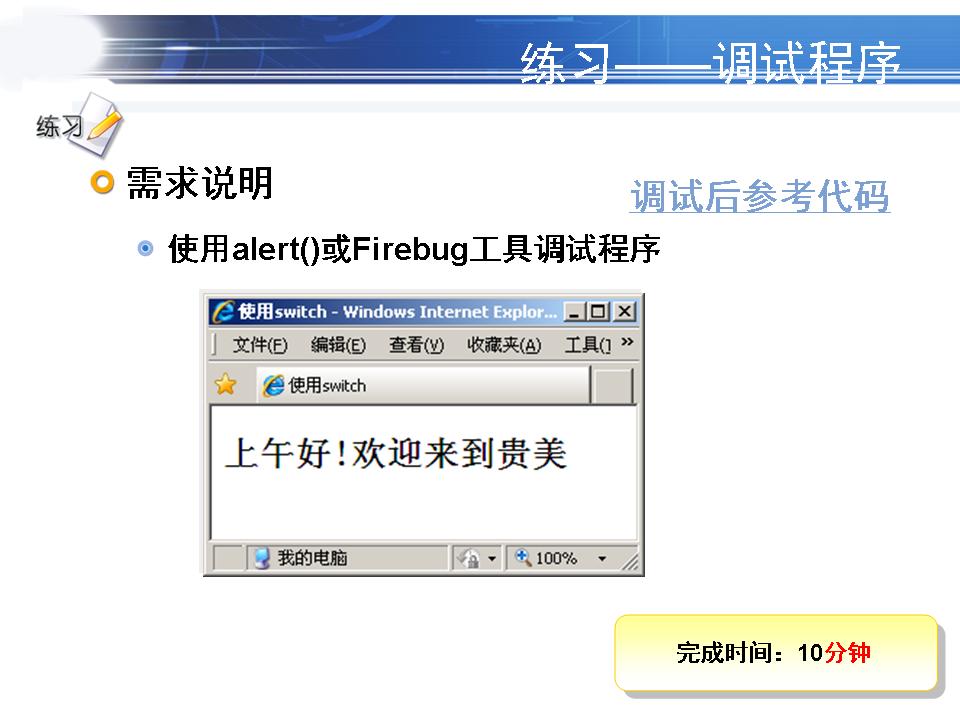 练习——调试程序
练习
需求说明
调试后参考代码
使用alert()或Firebug工具调试程序
使用switch - Windows Internet Explor...
文件(F) 编辑(E) 查看(V) 收藏夹(A) 工具(T »
使用switch
上午好!欢迎来到贵美
我的电脑 100%
完成时间：10分钟